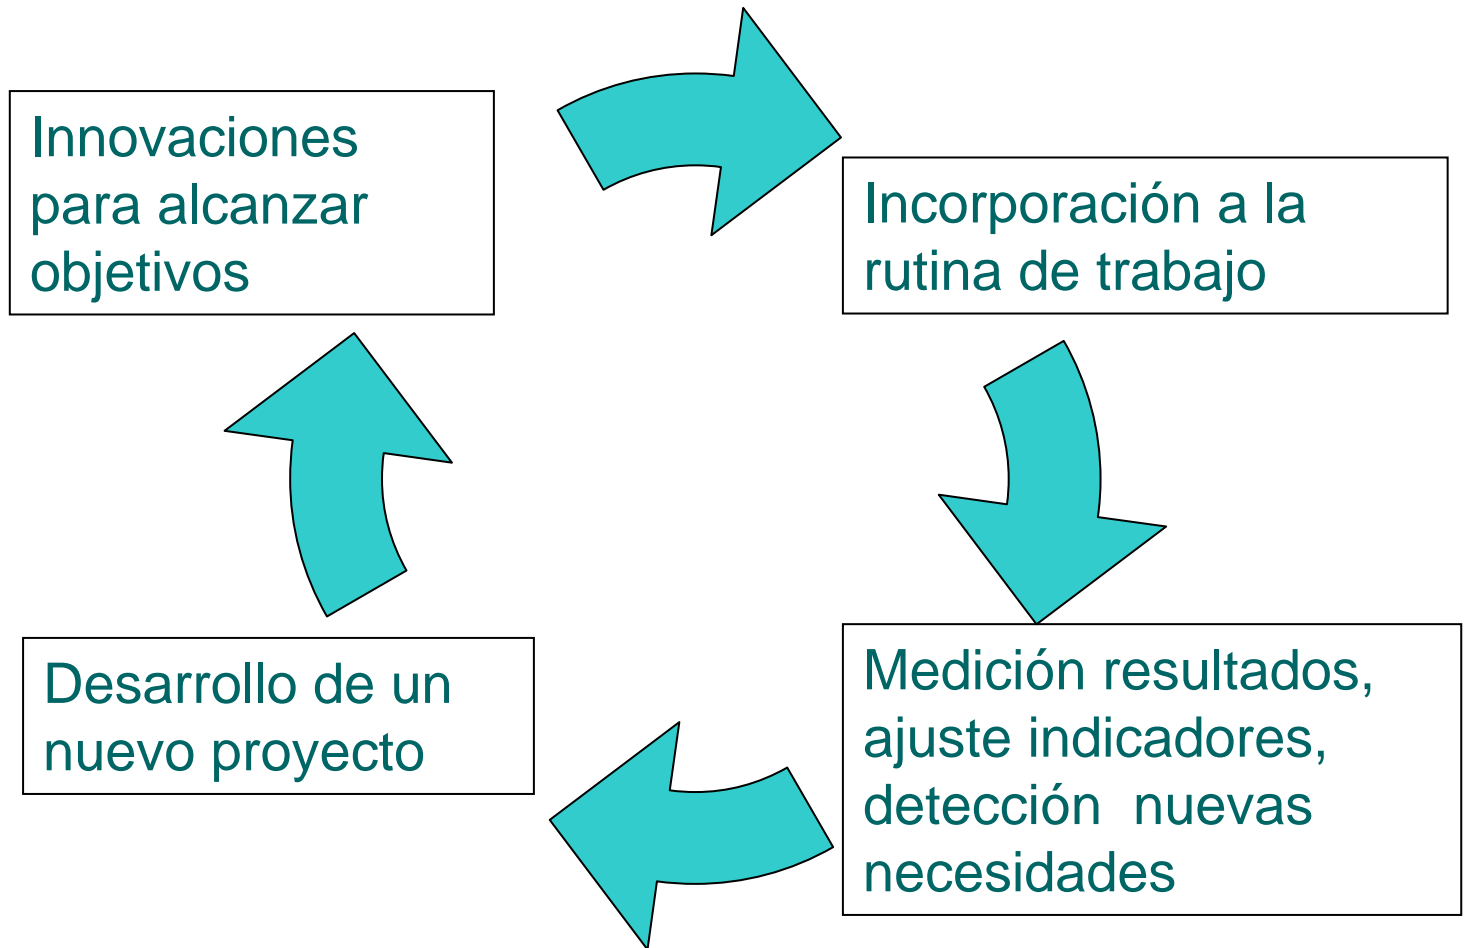 Innovaciones
para alcanzar
objetivos
Incorporación a la
rutina de trabajo
Medición resultados,
ajuste indicadores,
detección  nuevas
necesidades
Desarrollo de un
nuevo proyecto